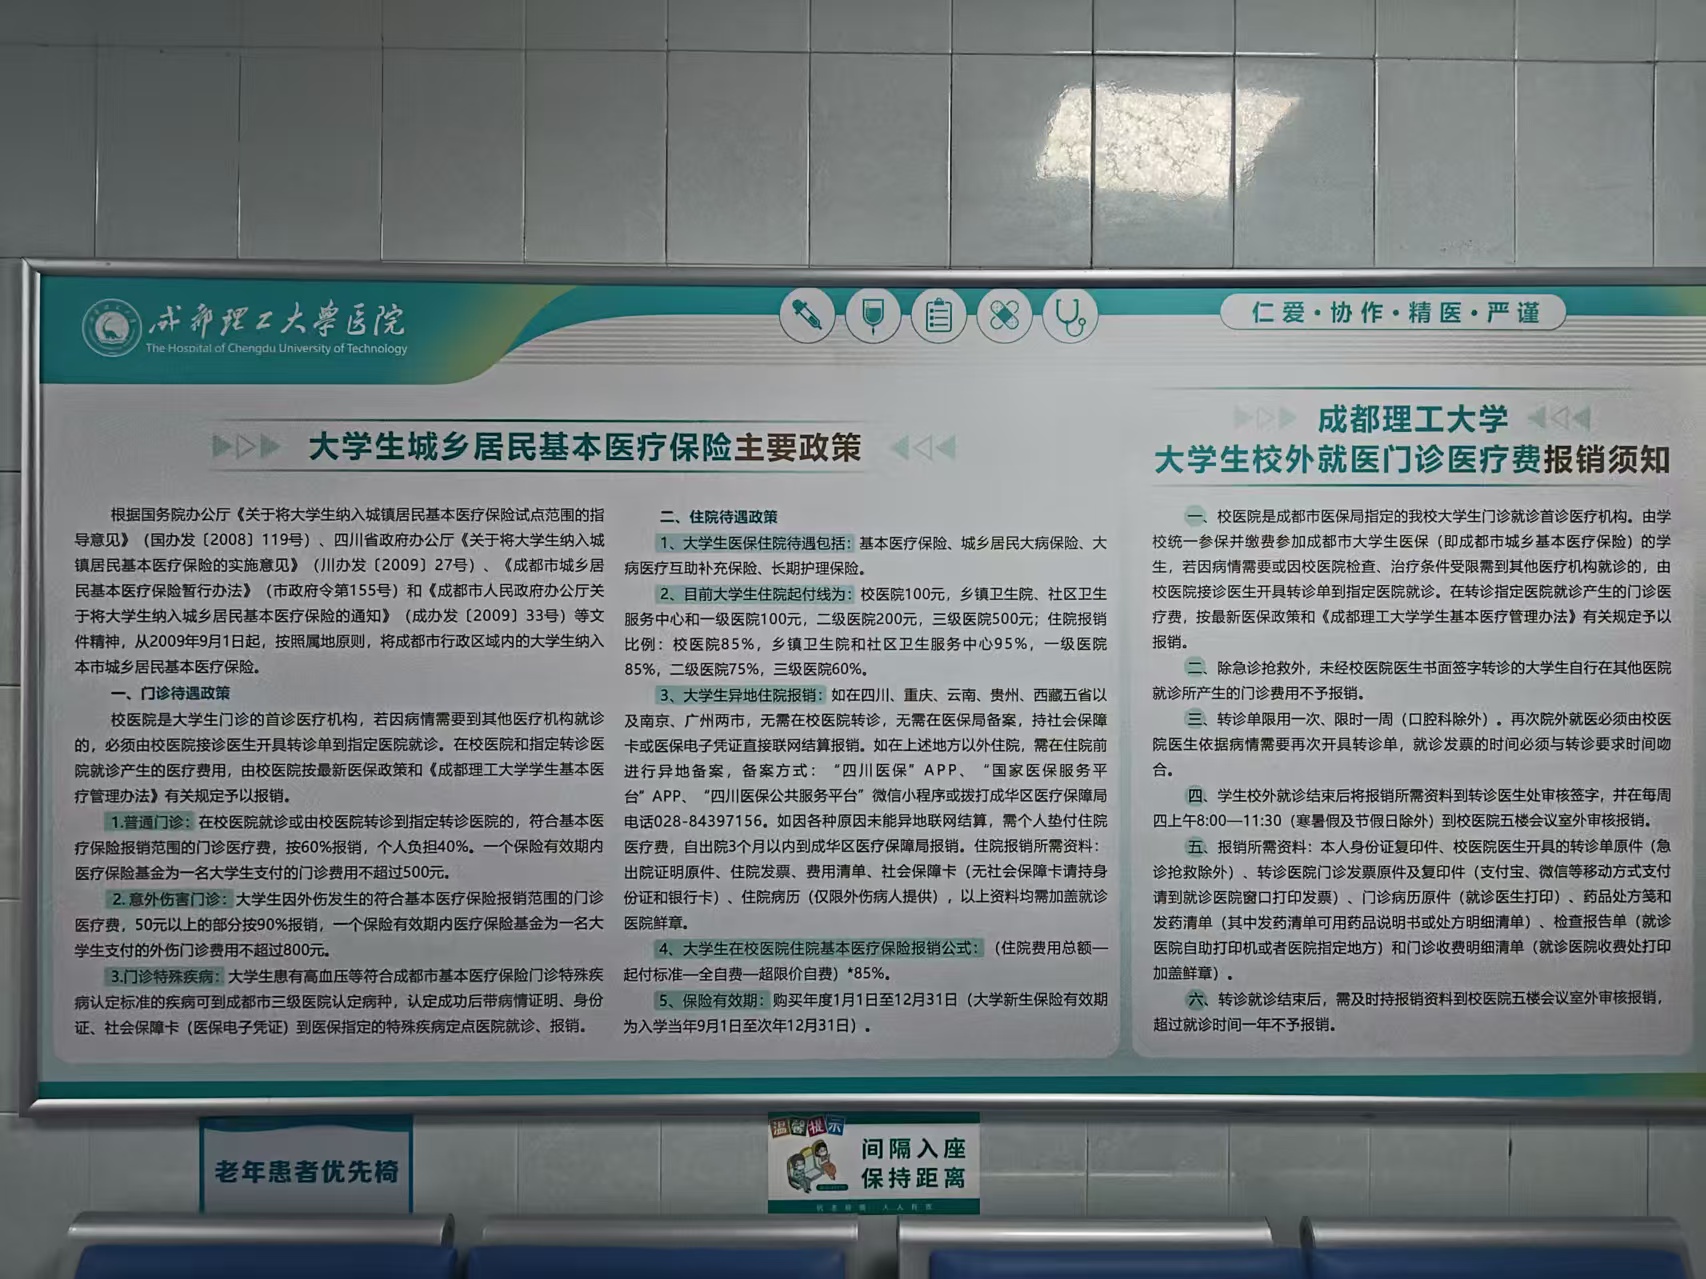 成都理工大学医院
The Hospital of Chengdu University of Technology
仁爱·协作·精医·严谨
大学生城乡居民基本医疗保险主要政策
根据国务院办公厅《关于将大学生纳入城镇居民基本医疗保险试点范围的指
导意见》（国办发〔2008〕119号）、四川省政府办公厅《关于将大学生纳入城
镇居民基本医疗保险的实施意见》（川办发〔2009〕27号）、《成都市城乡居
民基本医疗保险暂行办法》（市政府令第155号）和《成都市人民政府办公厅关
于将大学生纳入城乡居民基本医疗保险的通知》（成办发〔2009〕33号）等文
件精神，从2009年9月1日起，按照属地原则，将成都市行政区域内的大学生纳入
本市城乡居民基本医疗保险。
一、门诊待遇政策
校医院是大学生门诊的首诊医疗机构，若因病情需要到其他医疗机构就诊
的，必须由校医院接诊医生开具转诊单到指定医院就诊。在校医院和指定转诊医
院就诊产生的医疗费用，由校医院按最新医保政策和《成都理工大学学生基本医
疗管理办法》有关规定予以报销。
1.普通门诊：在校医院就诊或由校医院转诊到指定转诊医院的，符合基本医
疗保险报销范围的门诊医疗费，按60%报销，个人负担40%。一个保险有效期内
医疗保险基金为一名大学生支付的门诊费用不超过500元。
2.意外伤害门诊：大学生因外伤发生的符合基本医疗保险报销范围的门诊
医疗费，50元以上的部分按90%报销，一个保险有效期内医疗保险基金为一名大
学生支付的外伤门诊费用不超过800元。
3.门诊特殊疾病：大学生患有高血压等符合成都市基本医疗保险门诊特殊疾
病认定标准的疾病可到成都市三级医院认定病种，认定成功后带病情证明、身份
证、社会保障卡（医保电子凭证）到医保指定的特殊疾病定点医院就诊、报销。
二、住院待遇政策
1、大学生医保住院待遇包括：基本医疗保险、城乡居民大病保险、大
病医疗互助补充保险、长期护理保险。
2、目前大学生住院起付线为：校医院100元，乡镇卫生院、社区卫生
服务中心和一级医院100元，二级医院200元，三级医院500元；住院报销
比例：校医院85%，乡镇卫生院和社区卫生服务中心95%，一级医院
85%，二级医院75%，三级医院60%。
3、大学生异地住院报销：如在四川、重庆、云南、贵州、西藏五省以
及南京、广州两市，无需在校医院转诊，无需在医保局备案，持社会保障
卡或医保电子凭证直接联网结算报销。如在上述地方以外住院，需在住院前
进行异地备案，备案方式：“四川医保”APP、“国家医保服务平
台”APP、“四川医保公共服务平台”微信小程序或拨打成华区医疗保障局
电话028-84397156。如因各种原因未能异地联网结算，需个人垫付住院
医疗费，自出院3个月以内到成华区医疗保障局报销。住院报销所需资料：
出院证明原件、住院发票、费用清单、社会保障卡（无社会保障卡请持身
份证和银行卡）、住院病历（仅限外伤病人提供），以上资料均需加盖就诊
医院鲜章。
4、大学生在校医院住院基本医疗保险报销公式：（住院费用总额—
起付标准—全自费—超限价自费）*85%。
5、保险有效期：购买年度1月1日至12月31日（大学新生保险有效期
为入学当年9月1日至次年12月31日）。
成都理工大学
大学生校外就医门诊医疗费报销须知
一、校医院是成都市医保局指定的我校大学生门诊就诊首诊医疗机构。由学
校统一参保并缴费参加成都市大学生医保（即成都市城乡基本医疗保险）的学
生，若因病情需要或因校医院检查、治疗条件受限需到其他医疗机构就诊的，由
校医院接诊医生开具转诊单到指定医院就诊。在转诊指定医院就诊产生的门诊医
疗费，按最新医保政策和《成都理工大学学生基本医疗管理办法》有关规定予以
报销。
二、除急诊抢救外，未经校医院医生书面签字转诊的大学生自行在其他医院
就诊所产生的门诊费用不予报销。
三、转诊单限用一次、限时一周（口腔科除外）。再次院外就医必须由校医
院医生依据病情需要再次开具转诊单，就诊发票的时间必须与转诊要求时间吻
合。
四、学生校外就诊结束后将报销所需资料到转诊医生处审核签字，并在每周
四上午8:00—11:30（寒暑假及节假日除外）到校医院五楼会议室外审核报销。
五、报销所需资料：本人身份证复印件、校医院医生开具的转诊单原件（急
诊抢救除外）、转诊医院门诊发票原件及复印件（支付宝、微信等移动方式支付
请到就诊医院窗口打印发票）、门诊病历原件（就诊医生打印）、药品处方笺和
发药清单（其中发药清单可用药品说明书或处方明细清单）、检查报告单（就诊
医院自助打印机或者医院指定地方）和门诊收费明细清单（就诊医院收费处打印
加盖鲜章）。
六、转诊就诊结束后，需及时持报销资料到校医院五楼会议室外审核报销，
超过就诊时间一年不予报销。
老年患者优先椅
温馨提示
间隔入座
保持距离